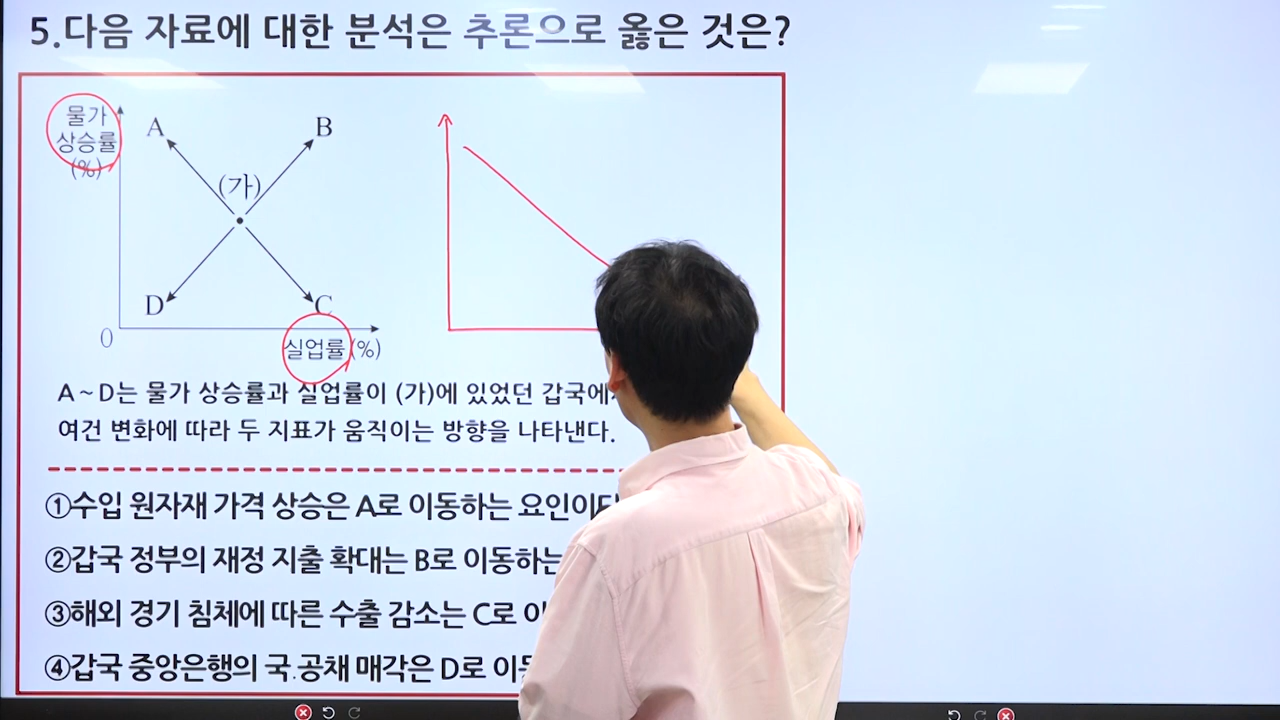 5.다음 자료에 대한 분석은 추론으로 옳은 것은?
물가
상승률
(%)
A
B
(가)
D
C
0
실업률(%)
A~D는 물가 상승률과 실업률이 (가)에 있었던 갑국에서
여건 변화에 따라 두 지표가 움직이는 방향을 나타낸다.
①수입 원자재 가격 상승은 A로 이동하는 요인이다
②갑국 정부의 재정 지출 확대는 B로 이동하는
③해외 경기 침체에 따른 수출 감소는 C로
④갑국 중앙은행의 국.공채 매각은 D로